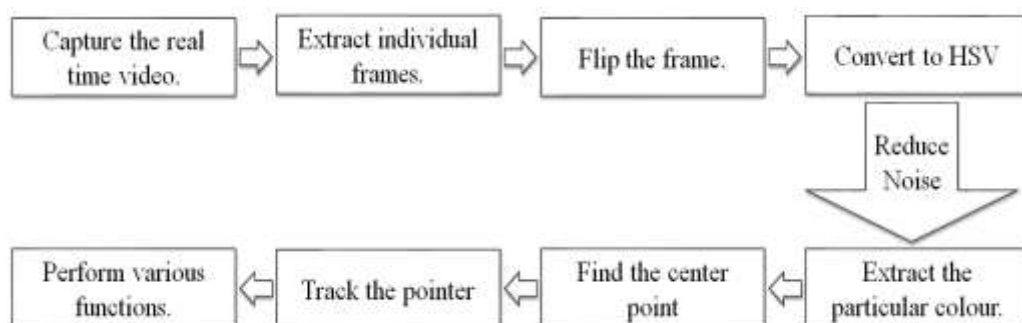 Capture the real
time video.
Extract individual
frames.
Flip the frame.
Convert to HSV
Reduce
Noise
Extract the
particular colour.
Find the center
point
Track the pointer
Perform various
functions.